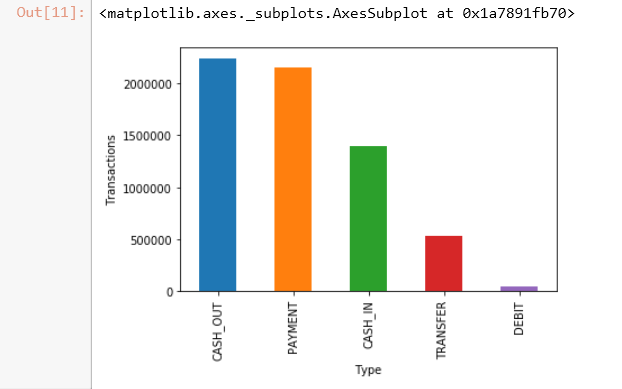 Out[11]: <matplotlib.axes._subplots.AxesSubplot at 0x1a7891fb70>
Transactions
2000000
1500000
1000000
500000
0
CASH_OUT
PAYMENT
CASH_IN
TRANSFER
DEBIT
Type